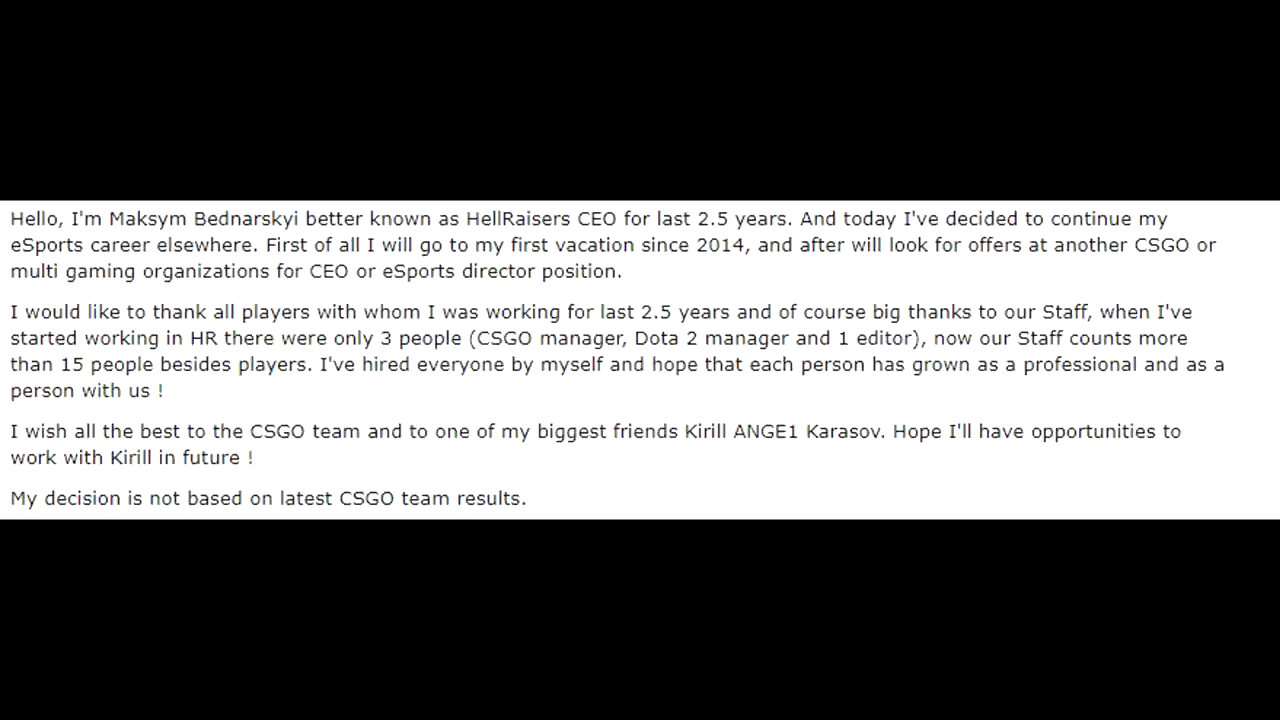 Hello, I'm Maksym Bednarskyi better known as HellRaisers CEO for last 2.5 years. And today I've decided to continue my
eSports career elsewhere. First of all I will go to my first vacation since 2014, and after will look for offers at another CSGO or
multi gaming organizations for CEO or eSports director position.
I would like to thank all players with whom I was working for last 2.5 years and of course big thanks to our Staff, when I've
started working in HR there were only 3 people (CSGO manager, Dota 2 manager and 1 editor), now our Staff counts more
than 15 people besides players. I've hired everyone by myself and hope that each person has grown as a professional and as a
person with us !
I wish all the best to the CSGO team and to one of my biggest friends Kirill ANGE1 Karasov. Hope I'll have opportunities to
work with Kirill in future !
My decision is not based on latest CSGO team results.